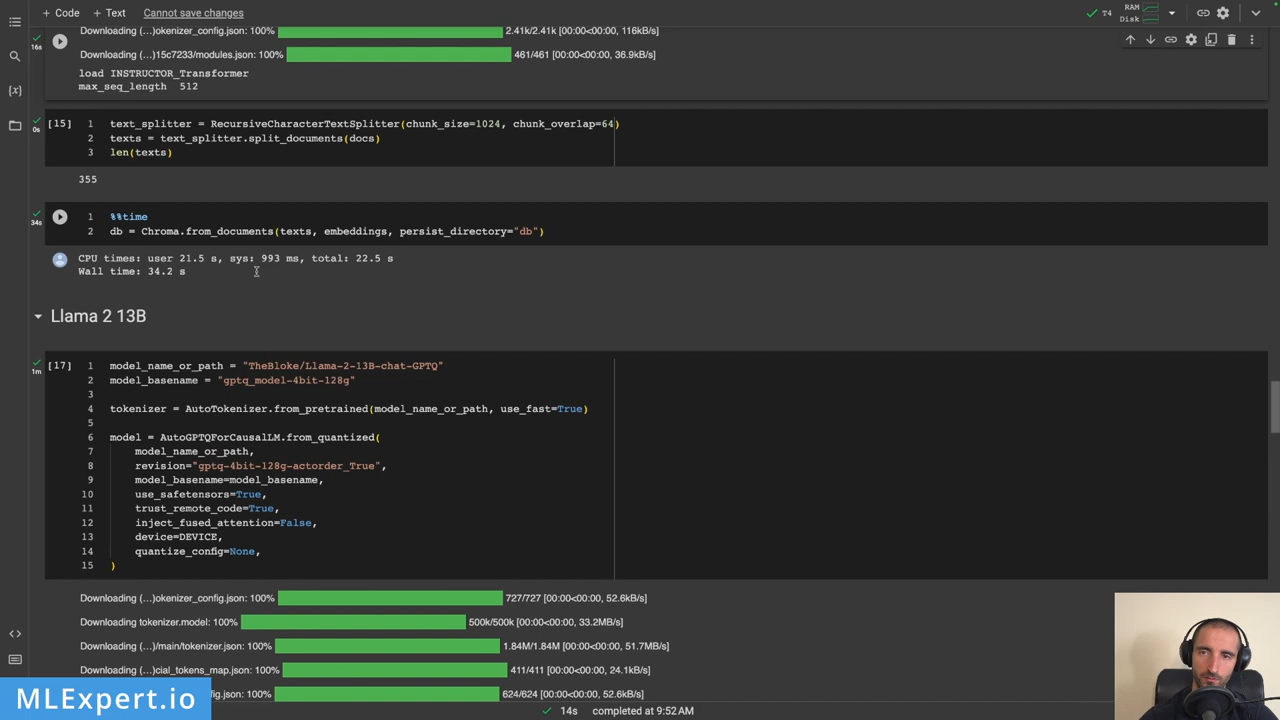 + Code + Text Cannot save changes
T4 RAM Disk
16s
Downloading (…)okenizer_config.json: 100% 2.41k/2.41k [00:00<00:00, 116kB/s]
Downloading (…)15c7233/modules.json: 100% 461/461 [00:00<00:00, 36.9kB/s]
load INSTRUCTOR_Transformer
max_seq_length 512
0s
[15] 1 text_splitter = RecursiveCharacterTextSplitter(chunk_size=1024, chunk_overlap=64)
2 texts = text_splitter.split_documents(docs)
3 len(texts)
355
34s
1 %%time
2 db = Chroma.from_documents(texts, embeddings, persist_directory="db")
CPU times: user 21.5 s, sys: 993 ms, total: 22.5 s
Wall time: 34.2 s
Llama 2 13B
1m
[17] 1 model_name_or_path = "TheBloke/Llama-2-13B-chat-GPTQ"
2 model_basename = "gptq_model-4bit-128g"
3
4 tokenizer = AutoTokenizer.from_pretrained(model_name_or_path, use_fast=True)
5
6 model = AutoGPTQForCausalLM.from_quantized(
7 model_name_or_path,
8 revision="gptq-4bit-128g-actorder_True",
9 model_basename=model_basename,
10 use_safetensors=True,
11 trust_remote_code=True,
12 inject_fused_attention=False,
13 device=DEVICE,
14 quantize_config=None,
15 )
Downloading (…)okenizer_config.json: 100% 727/727 [00:00<00:00, 52.6kB/s]
Downloading tokenizer.model: 100% 500k/500k [00:00<00:00, 33.2MB/s]
Downloading (…)/main/tokenizer.json: 100% 1.84M/1.84M [00:00<00:00, 51.7MB/s]
Downloading (…)cial_tokens_map.json: 100% 411/411 [00:00<00:00, 24.1kB/s]
fig.json: 100% 624/624 [00:00<00:00, 52.6kB/s]
MLExpert.io
14s completed at 9:52 AM